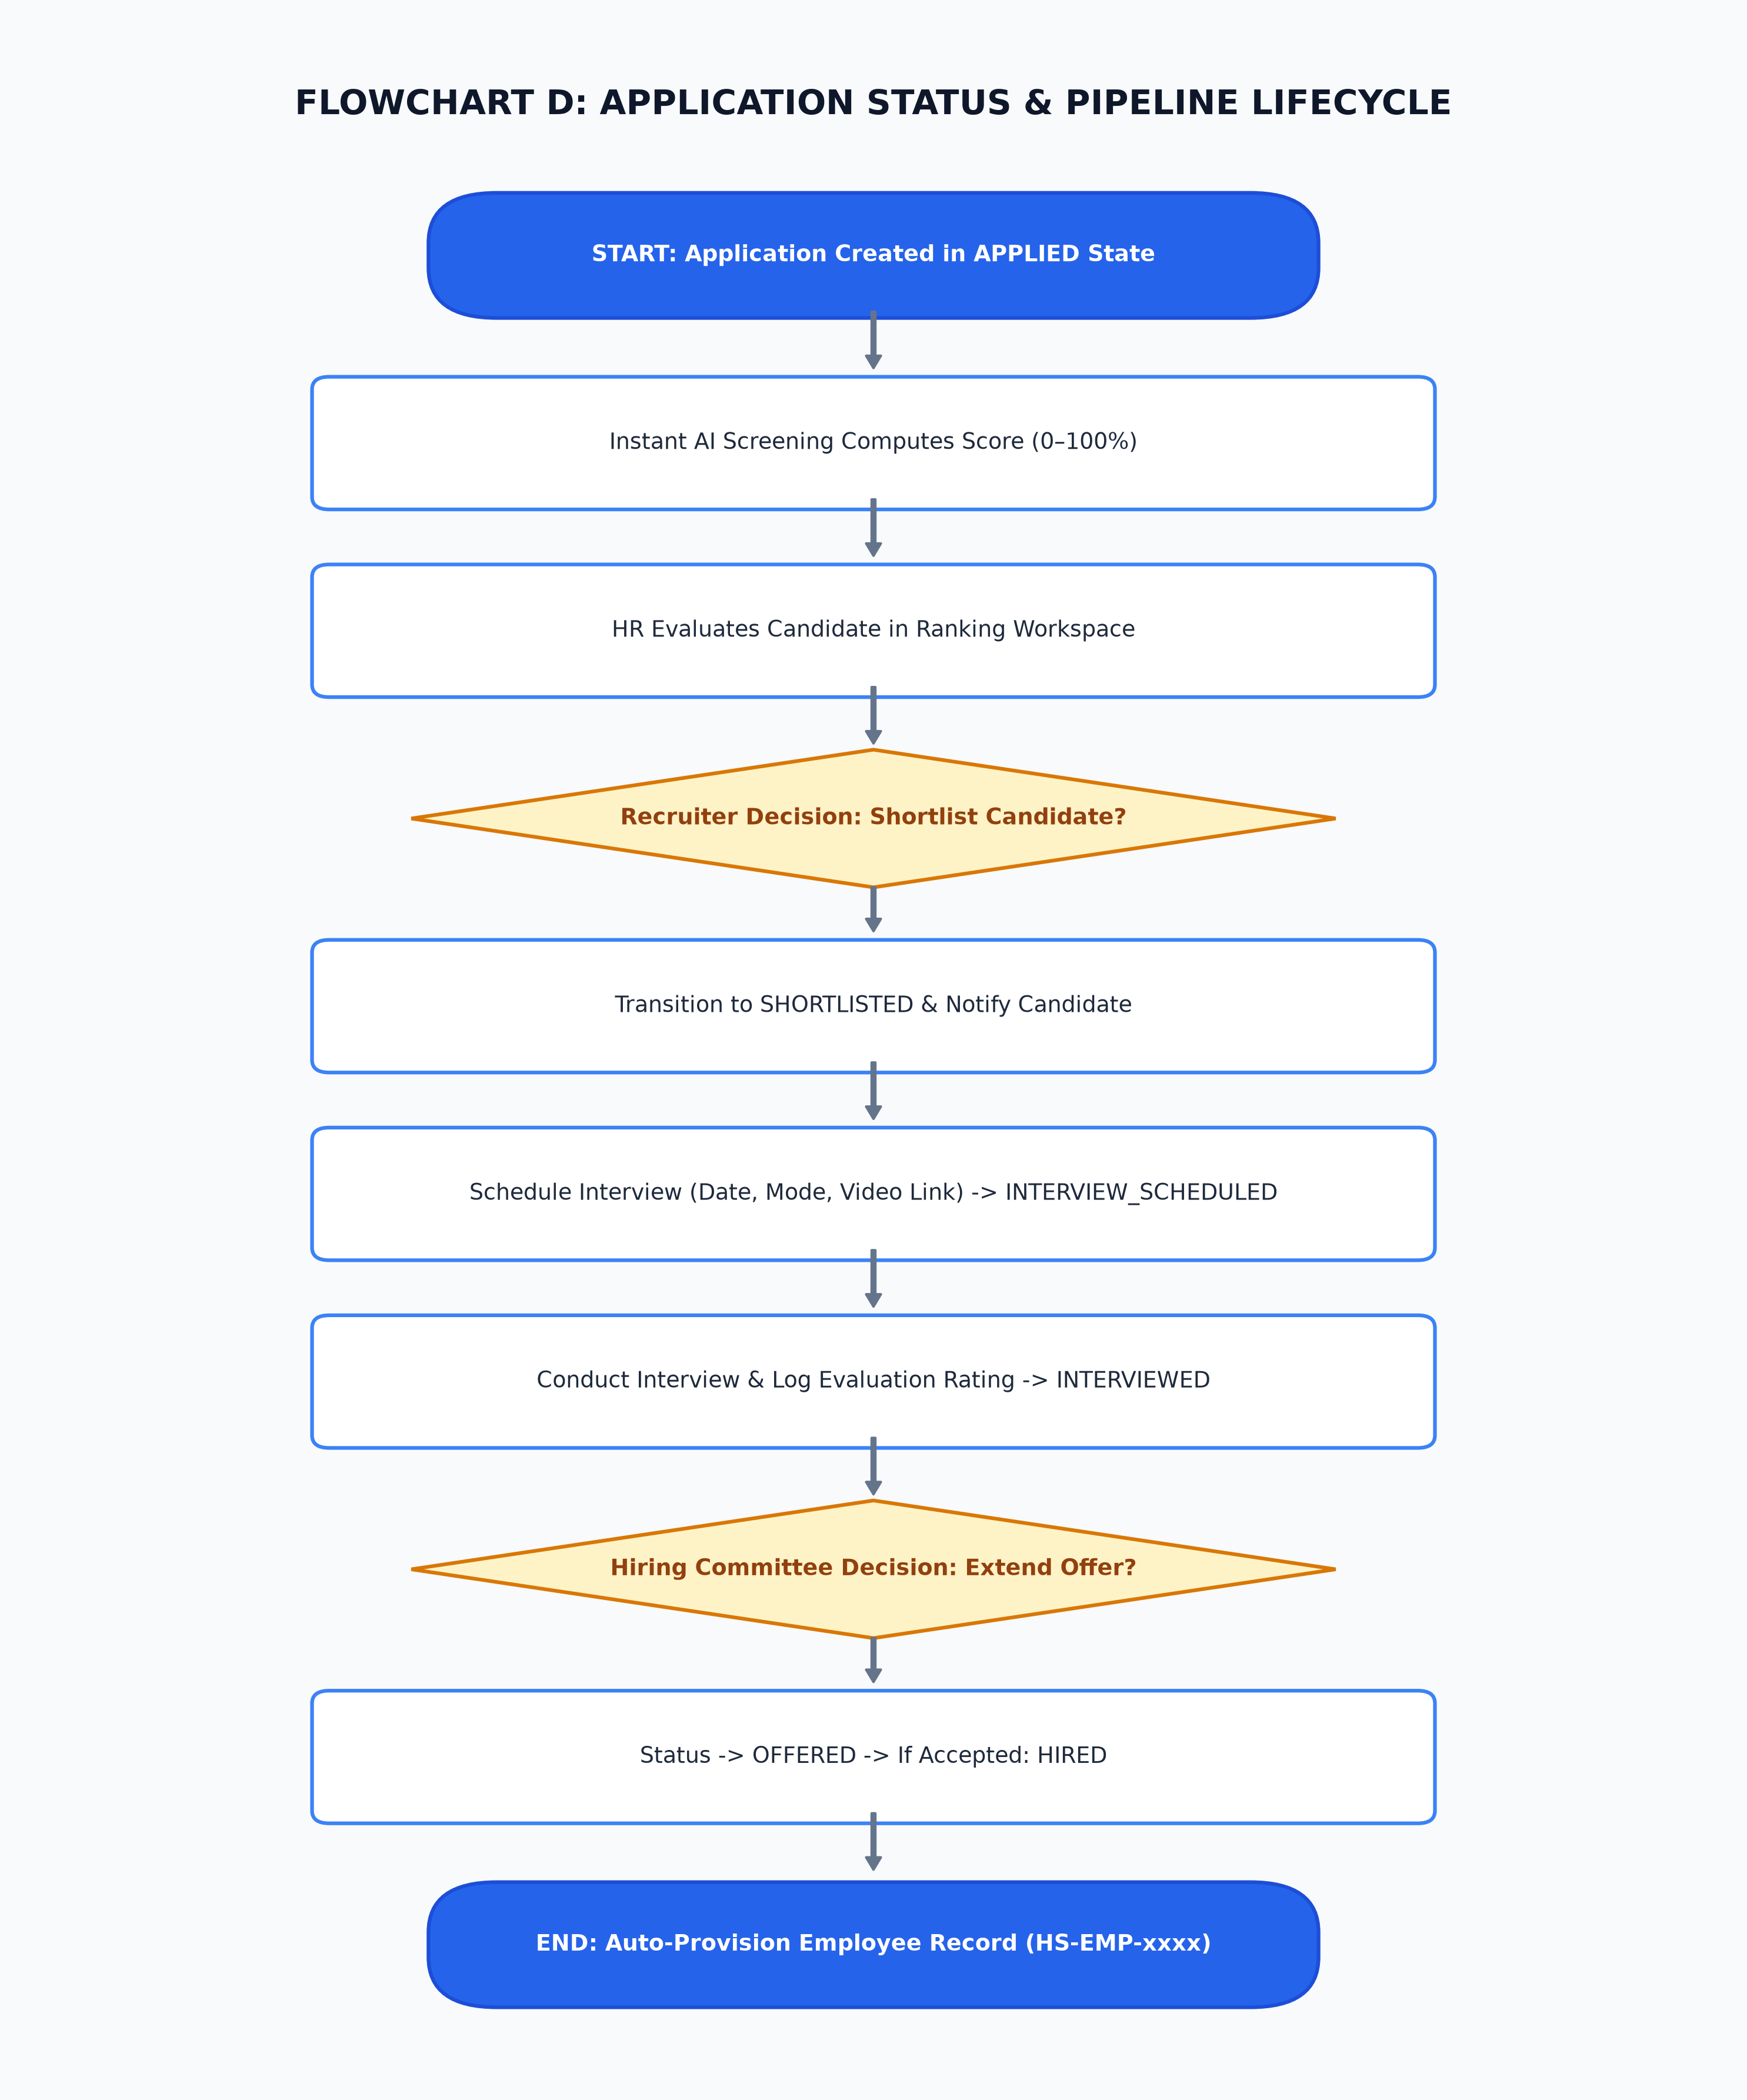 FLOWCHART D: APPLICATION STATUS & PIPELINE LIFECYCLE
START: Application Created in APPLIED State
Instant AI Screening Computes Score (0–100%)
HR Evaluates Candidate in Ranking Workspace
Recruiter Decision: Shortlist Candidate?
Transition to SHORTLISTED & Notify Candidate
Schedule Interview (Date, Mode, Video Link) -> INTERVIEW_SCHEDULED
Conduct Interview & Log Evaluation Rating -> INTERVIEWED
Hiring Committee Decision: Extend Offer?
Status -> OFFERED -> If Accepted: HIRED
END: Auto-Provision Employee Record (HS-EMP-xxxx)